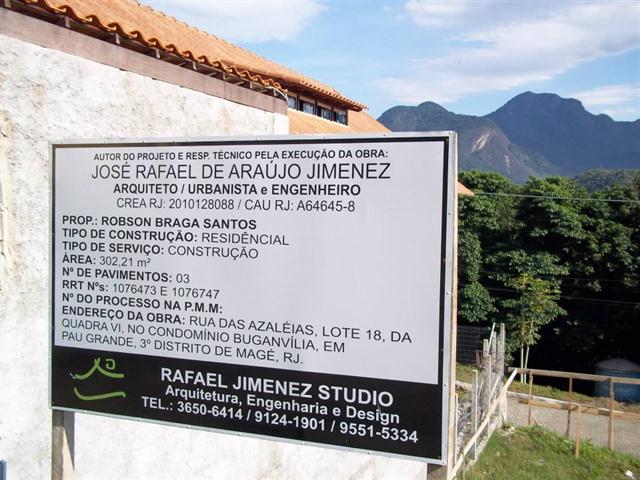 AUTOR DO PROJETO E RESP. TÉCNICO PELA EXECUÇÃO DA OBRA:
JOSÉ RAFAEL DE ARAÚJO JIMENEZ
ARQUITETO / URBANISTA e ENGENHEIRO
CREA RJ: 2010128088 / CAU RJ: A64645-8
PROP.: ROBSON BRAGA SANTOS
TIPO DE CONSTRUÇÃO: RESIDÊNCIAL
TIPO DE SERVIÇO: CONSTRUÇÃO
ÁREA: 302,21 m²
Nº DE PAVIMENTOS: 03
RRT Nºs: 1076473 E 1076747
Nº DO PROCESSO NA P.M.M:
ENDEREÇO DA OBRA: RUA DAS AZALÉIAS, LOTE 18, DA
QUADRA VI, NO CONDOMÍNIO BUGANVÍLIA, EM
PAU GRANDE, 3º DISTRITO DE MAGÉ, RJ.
RAFAEL JIMENEZ STUDIO
Arquitetura, Engenharia e Design
TEL.: 3650-6414 / 9124-1901 / 9551-5334